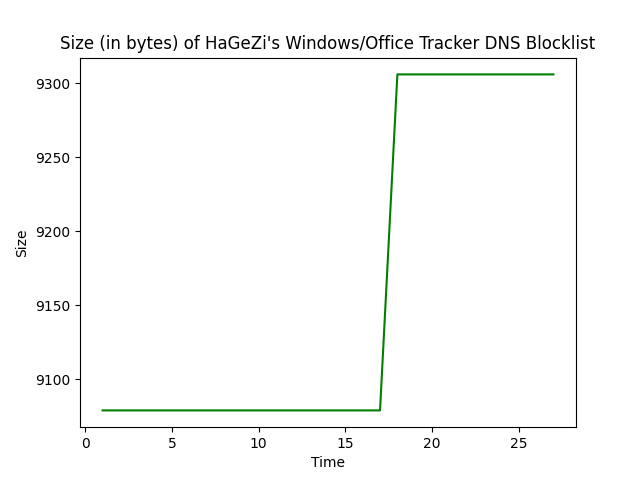 Size (in bytes) of HaGeZi's Windows/Office Tracker DNS Blocklist
9300
9250
9200
9150
9100
Size
0 5 10 15 20 25
Time